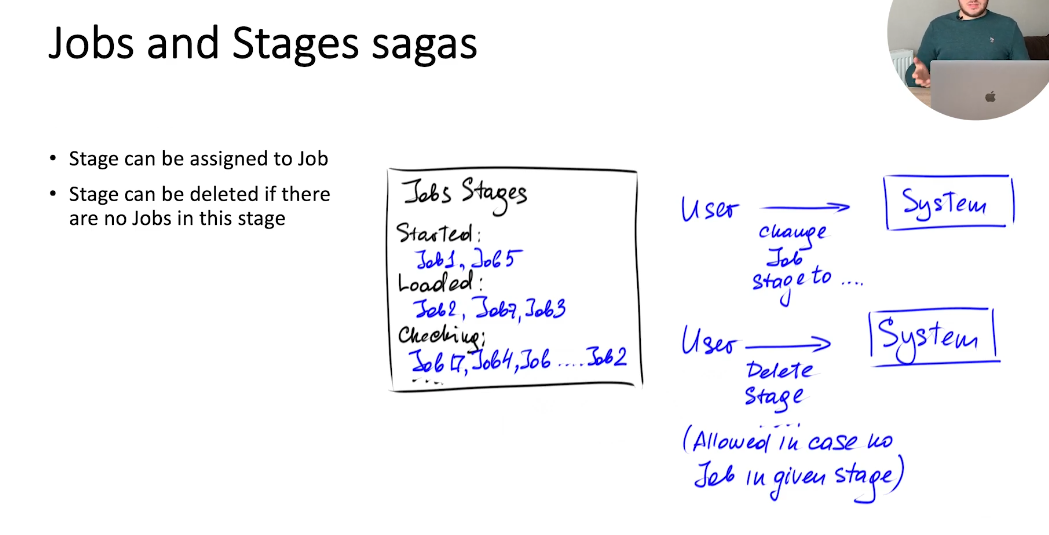 Jobs and Stages sagas
• Stage can be assigned to Job
• Stage can be deleted if there
are no Jobs in this stage
Jobs Stages
Started:
Job1, Job5
Loaded:
Job2, Job7, Job3
Checking:
Job17, Job4, Job .... Job2
....
User
System
change
Job
stage to ....
User
System
Delete
Stage
.....
(Allowed in case no
Job in given stage)